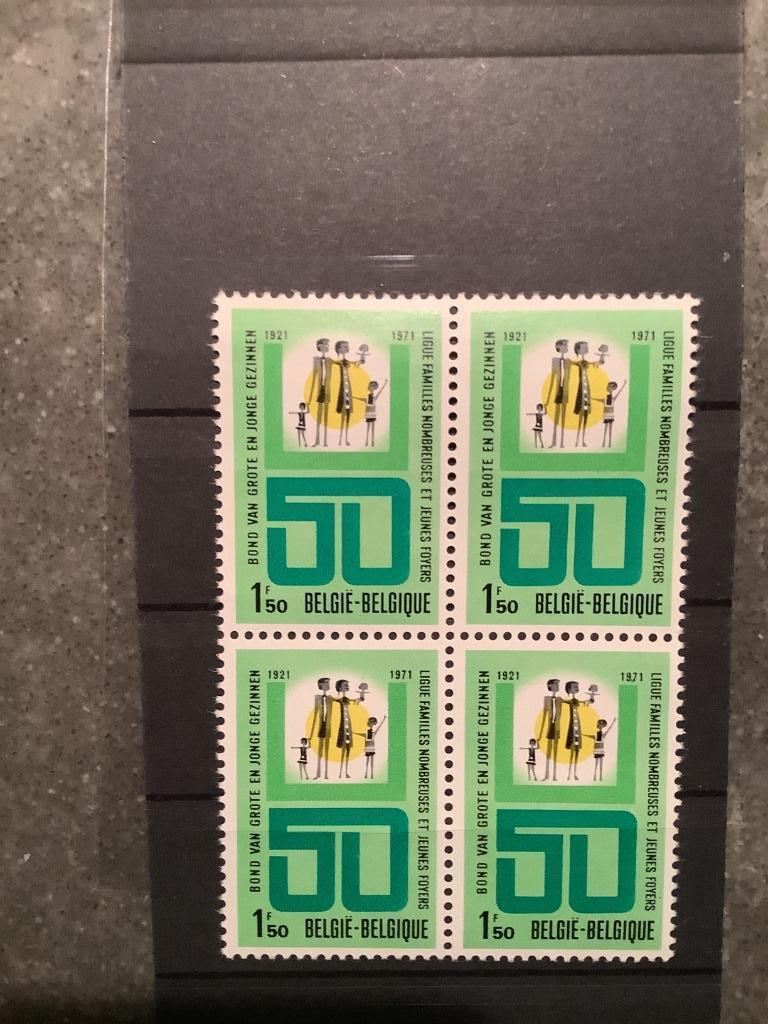 BOND VAN GROTE EN JONGE GEZINNEN
1921
1971
LIGUE FAMILLES NOMBREUSES ET JEUNES FOYERS
50
1F50 BELGIË-BELGIQUE
BOND VAN GROTE EN JONGE GEZINNEN
1921
1971
LIGUE FAMILLES NOMBREUSES ET JEUNES FOYERS
50
1F50 BELGIË-BELGIQUE
BOND VAN GROTE EN JONGE GEZINNEN
1921
1971
LIGUE FAMILLES NOMBREUSES ET JEUNES FOYERS
50
1F50 BELGIË-BELGIQUE
BOND VAN GROTE EN JONGE GEZINNEN
1921
1971
LIGUE FAMILLES NOMBREUSES ET JEUNES FOYERS
50
1F50 BELGIË-BELGIQUE